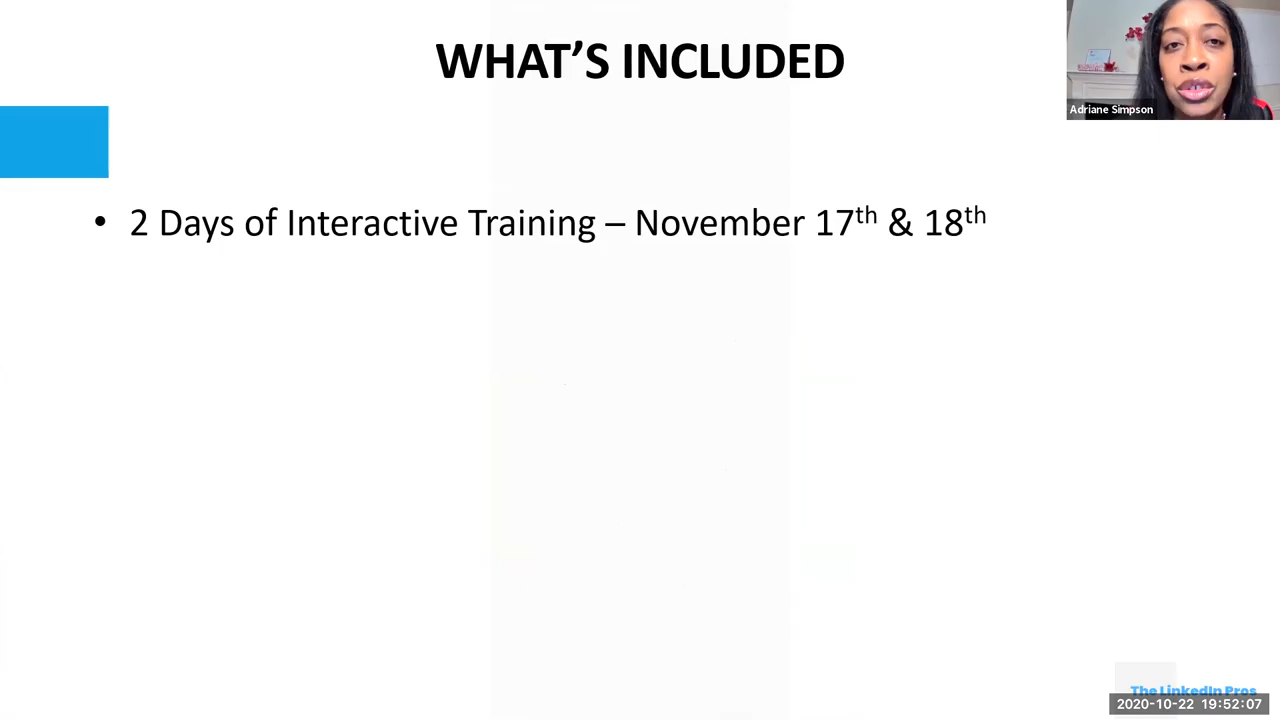 WHAT’S INCLUDED
Adriane Simpson
• 2 Days of Interactive Training – November 17th & 18th
The LinkedIn Pros
2020-10-22 19:52:07